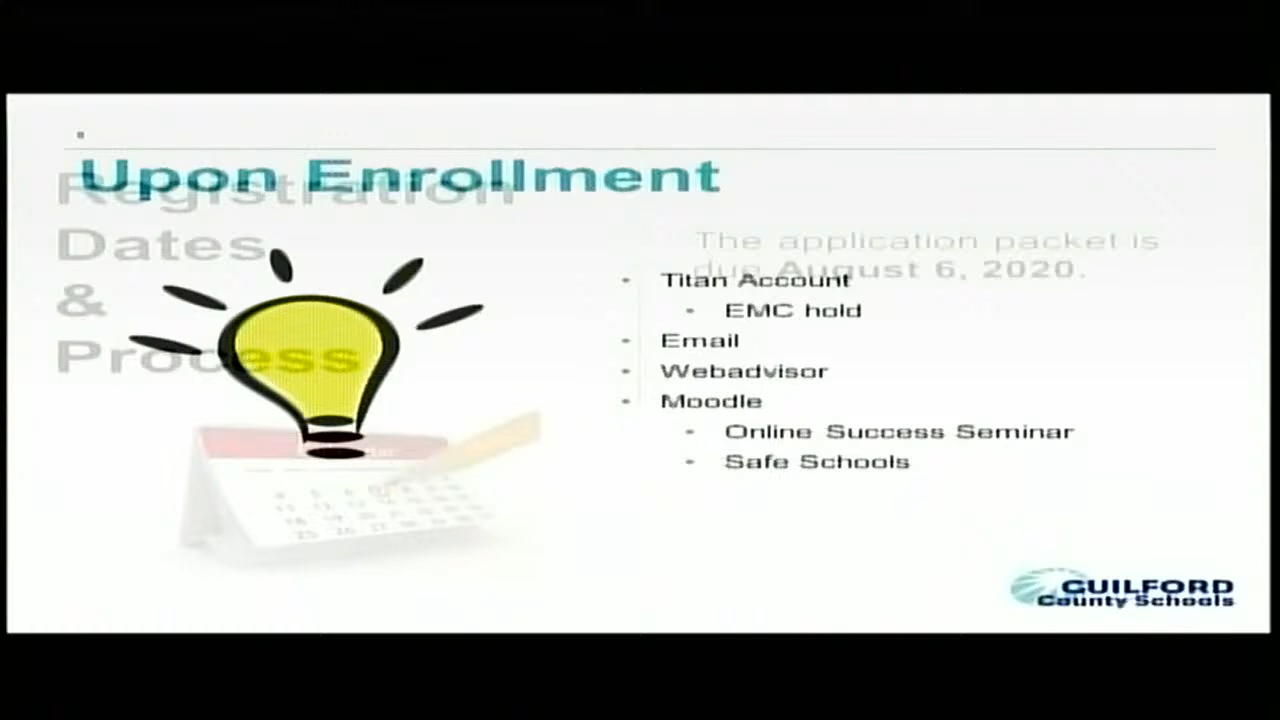 Upon Enrollment
Registration
Dates
&
Process
The application packet is
due August 6, 2020.
Titan Account
EMC hold
Email
Webadvisor
Moodle
Online Success Seminar
Safe Schools
GUILFORD
County Schools